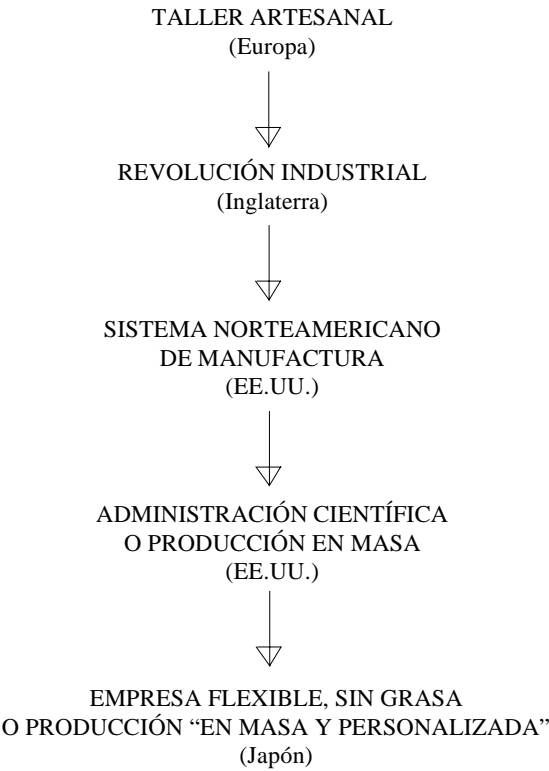 TALLER ARTESANAL
(Europa)
REVOLUCIÓN INDUSTRIAL
(Inglaterra)
SISTEMA NORTEAMERICANO
DE MANUFACTURA
(EE.UU.)
ADMINISTRACIÓN CIENTÍFICA
O PRODUCCIÓN EN MASA
(EE.UU.)
EMPRESA FLEXIBLE, SIN GRASA
O PRODUCCIÓN “EN MASA Y PERSONALIZADA”
(Japón)